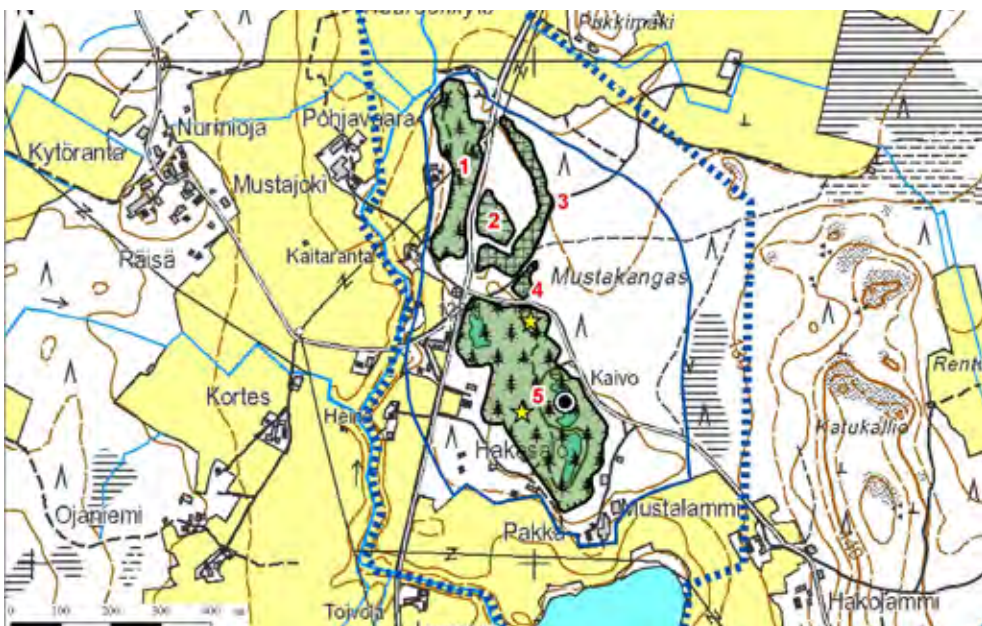 N
Piikkimäki
Nurmioja
Pohjavaara
Kytöranta
Mustajoki
1
2
3
Räisä
Kaitaranta
Mustakangas
4
Kaivo
Kortes
5
Katukallio
Hakasalo
Ojaniemi
Mustalammi
Pakka
Toivola
Hakolammi
0 100 200 300 400 m